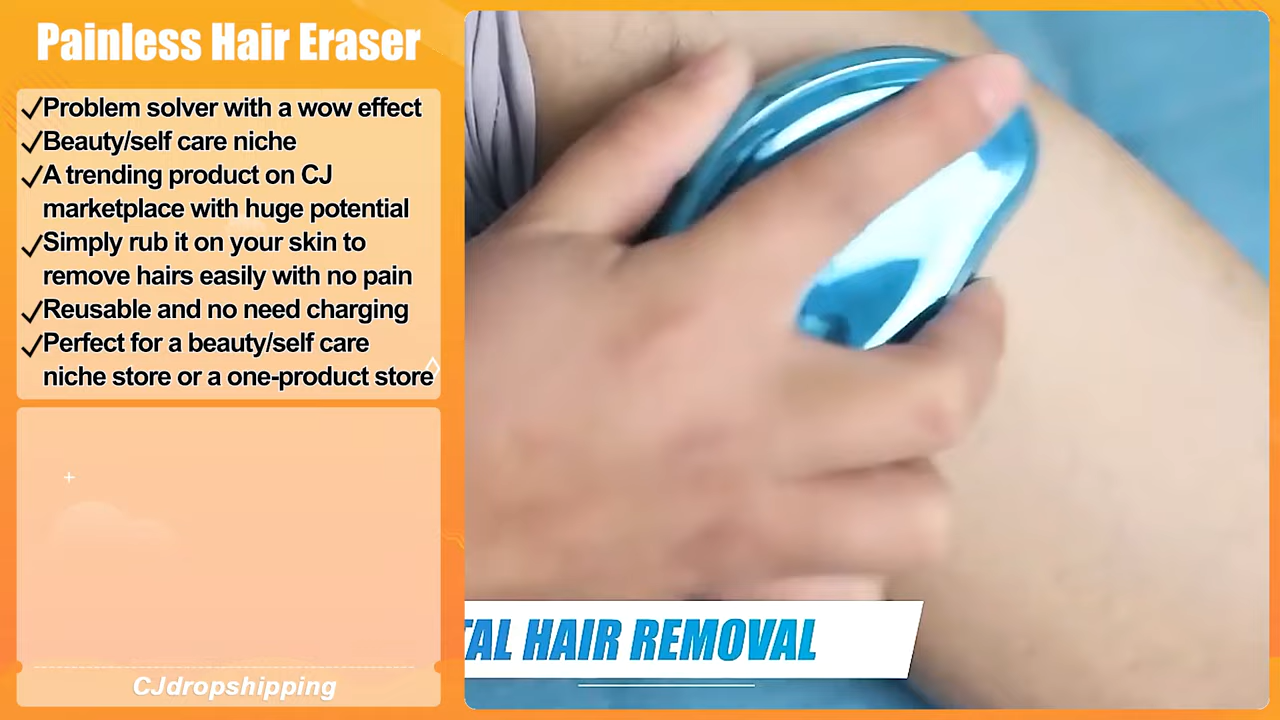 Painless Hair Eraser
Problem solver with a wow effect
Beauty/self care niche
A trending product on CJ
marketplace with huge potential
Simply rub it on your skin to
remove hairs easily with no pain
Reusable and no need charging
Perfect for a beauty/self care
niche store or a one-product store
CJdropshipping
TAL HAIR REMOVAL